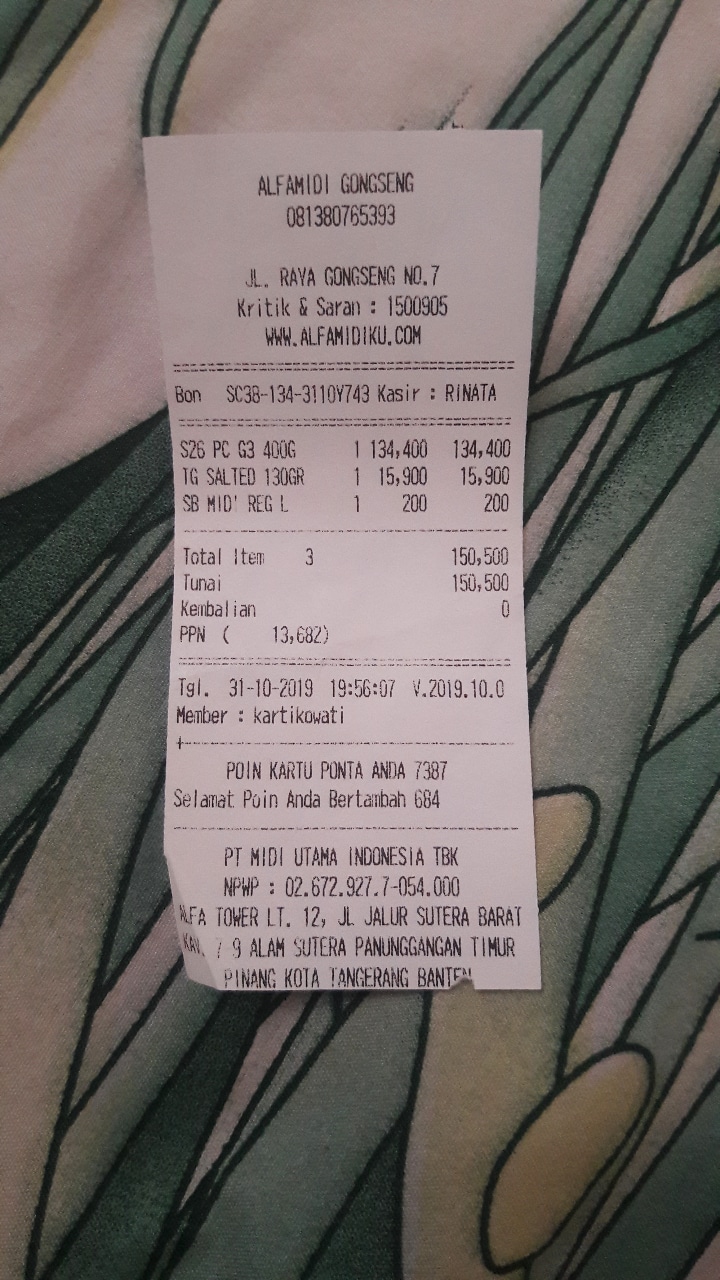 ALFAMIDI GONGSENG
081380765393
JL. RAYA GONGSENG NO.7
Kritik & Saran : 1500905
WWW.ALFAMIDIKU.COM
Bon SC38-134-3110Y743 Kasir : RINATA
S26 PC G3 400G 1 134,400 134,400
TG SALTED 130GR 1 15,900 15,900
SB MIDI REG L 1 200 200
Total Item 3 150,500
Tunai 150,500
Kembalian 0
PPN ( 13,682)
Tgl. 31-10-2019 19:56:07 V.2019.10.0
Member : kartikowati
POIN KARTU PONTA ANDA 7387
Selamat Poin Anda Bertambah 684
PT MIDI UTAMA INDONESIA TBK
NPWP : 02.672.927.7-054.000
ALFA TOWER LT. 12, JL JALUR SUTERA BARAT
KAV. 7 9 ALAM SUTERA PANUNGGANGAN TIMUR
PINANG KOTA TANGERANG BANTEN